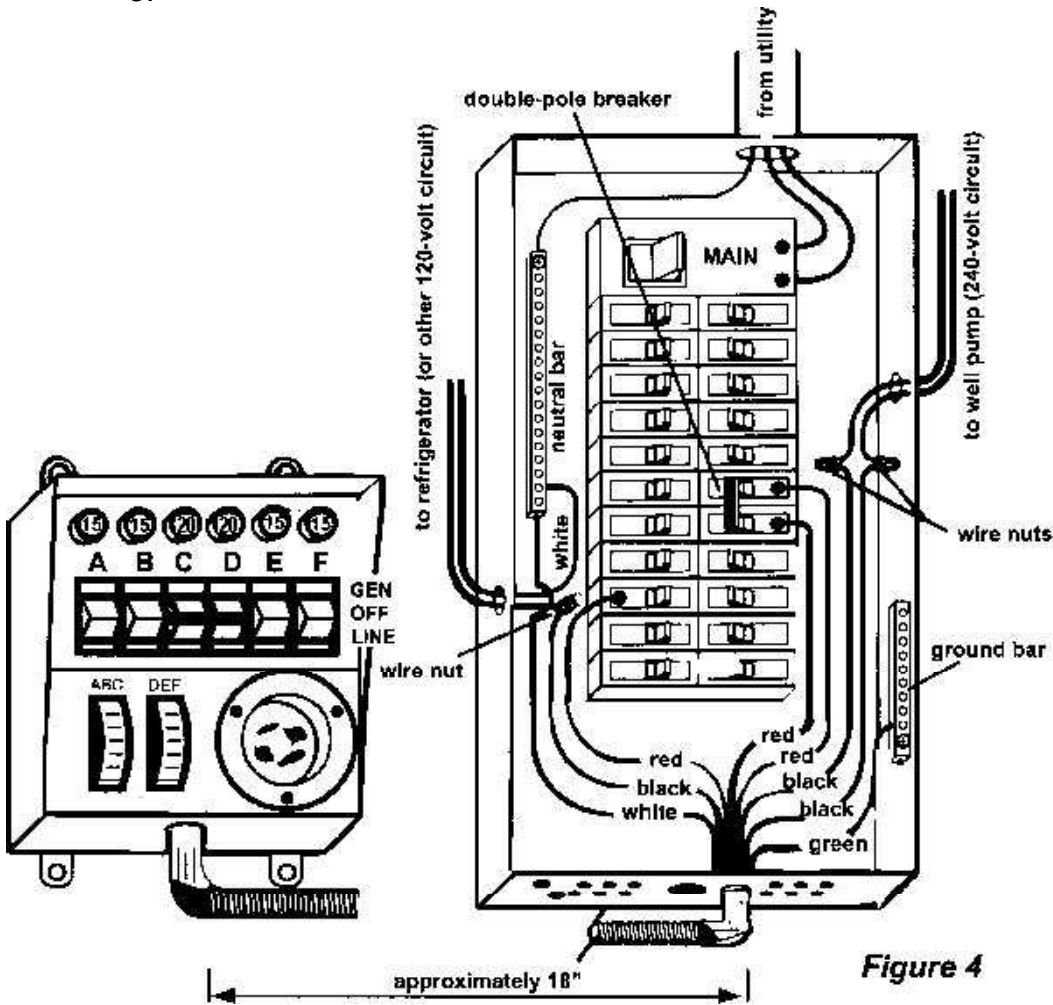 from utility
double-pole breaker
to refrigerator (or other 120-volt circuit)
to well pump (240-volt circuit)
MAIN
neutral bar
white
wire nuts
15 15 20 20 15 15
A B C D E F
GEN
OFF
LINE
wire nut
ground bar
ABC DEF
red
black
white
red
red
black
black
green
approximately 18"
Figure 4